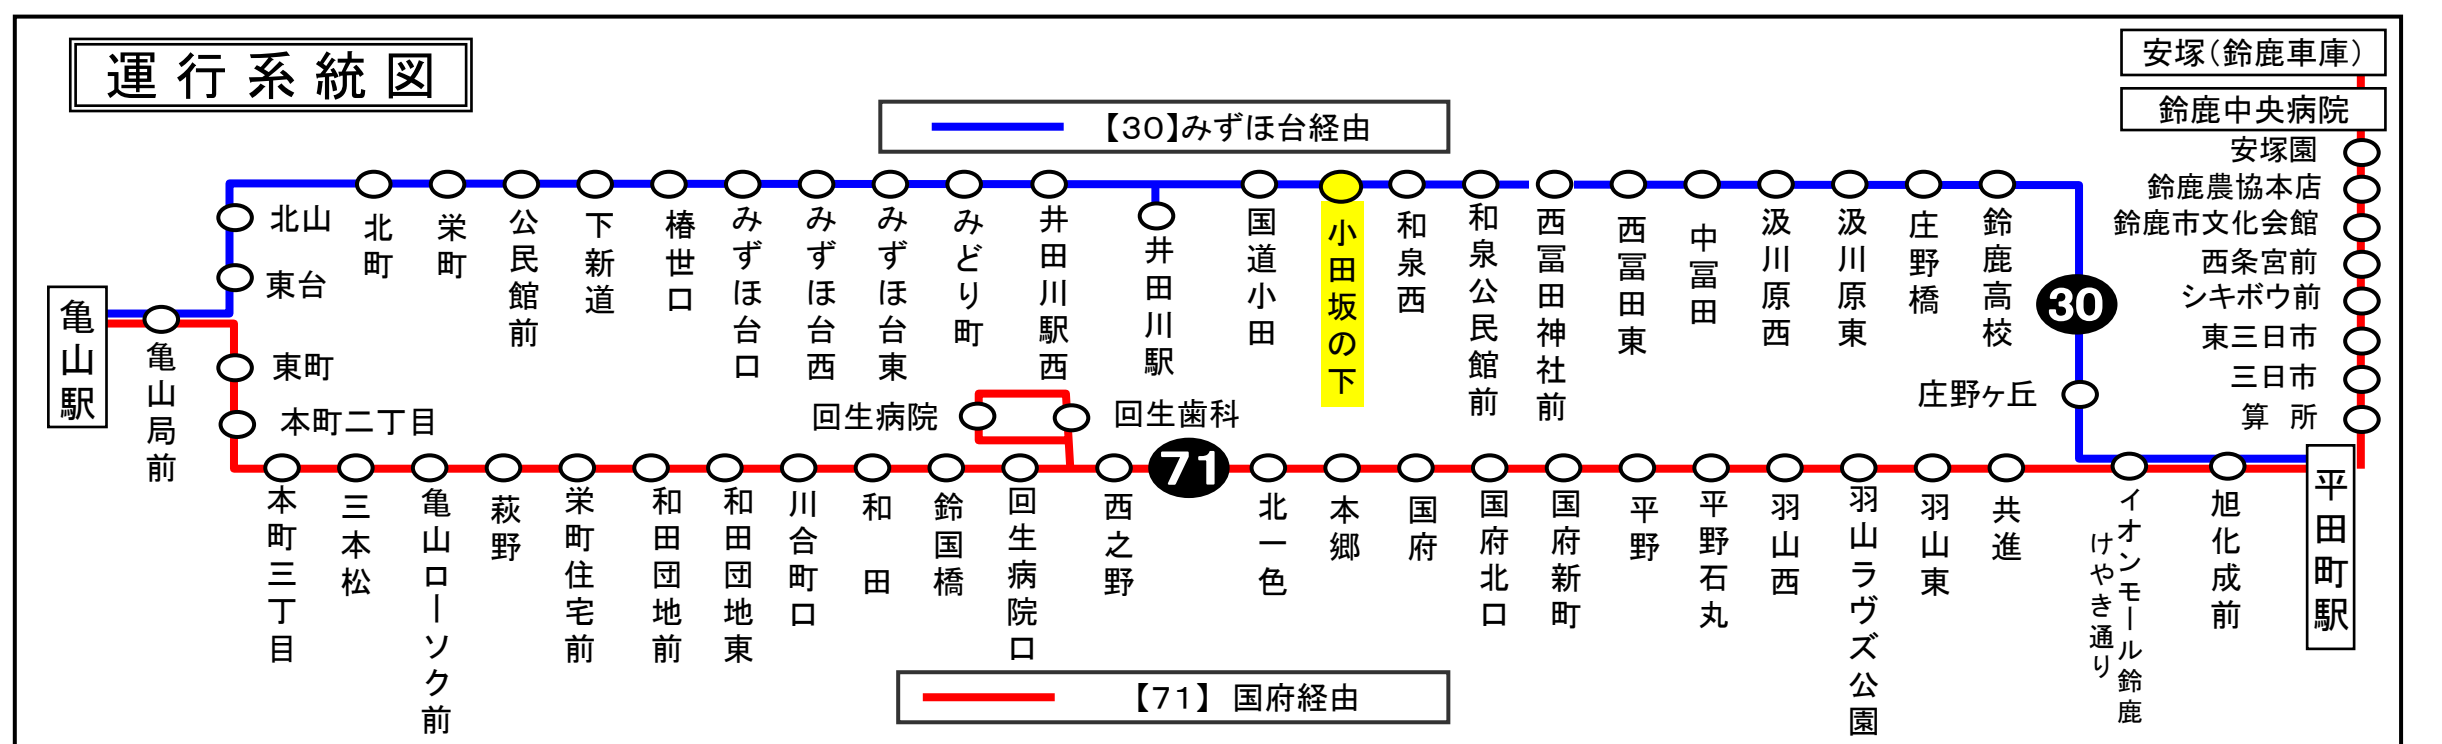 運行系統図
【30】みずほ台経由
安塚（鈴鹿車庫）
鈴鹿中央病院
安塚園
鈴鹿農協本店
鈴鹿市文化会館
西条宮前
シキボウ前
東三日市
三日市
算　所
亀山駅
亀山局前
東台
北山
北町
栄町
公民館前
下新道
椿世口
みずほ台口
みずほ台西
みずほ台東
みどり町
井田川駅西
井田川駅
国道小田
小田坂の下
和泉西
和泉公民館前
西冨田神社前
西冨田東
中冨田
汲川原西
汲川原東
庄野橋
鈴鹿高校
30
庄野ヶ丘
東町
本町二丁目
回生病院
回生歯科
71
本町三丁目
三本松
亀山ローソク前
萩野
栄町住宅前
和田団地前
和田団地東
川合町口
和　田
鈴国橋
回生病院口
西之野
北一色
本郷
国府
国府北口
国府新町
平野
平野石丸
羽山西
羽山ラヴズ公園
羽山東
共進
イオンモール鈴鹿
けやき通り
旭化成前
平田町駅
【71】 国府経由